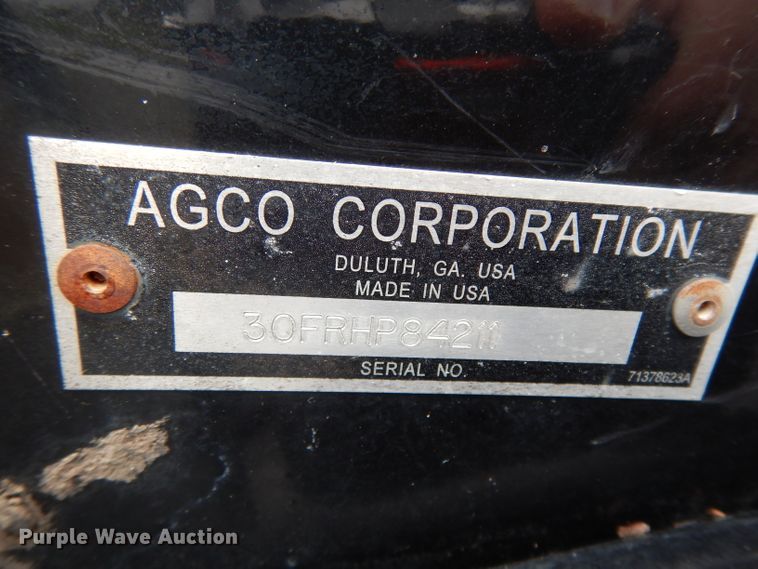 AGCO CORPORATION
DULUTH, GA. USA
MADE IN USA
30FRHP84211
SERIAL NO.
71378623A
Purple Wave Auction